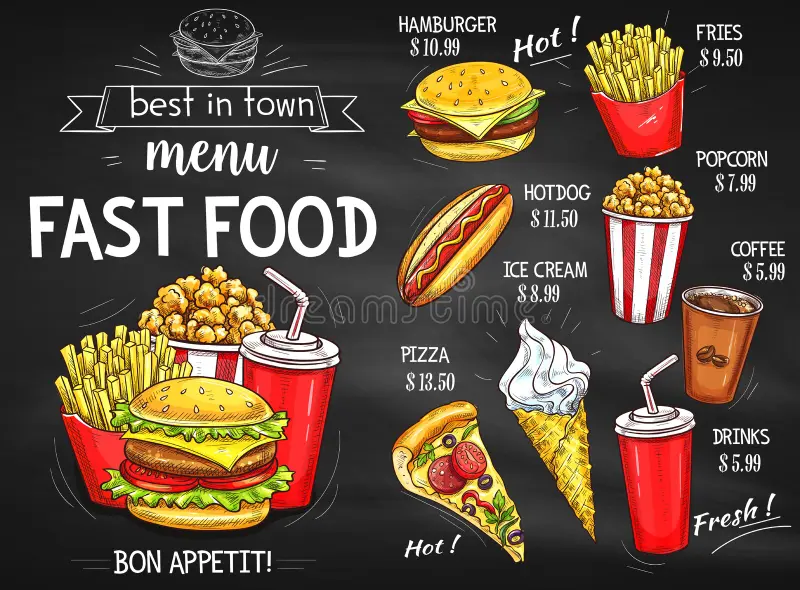 best in town
menu
FAST FOOD
BON APPETIT!
HAMBURGER
$ 10.99
Hot !
FRIES
$ 9.50
POPCORN
$ 7.99
HOTDOG
$ 11.50
ICE CREAM
$ 8.99
COFFEE
$ 5.99
PIZZA
$ 13.50
Hot !
DRINKS
$ 5.99
Fresh !
dreamstime.com